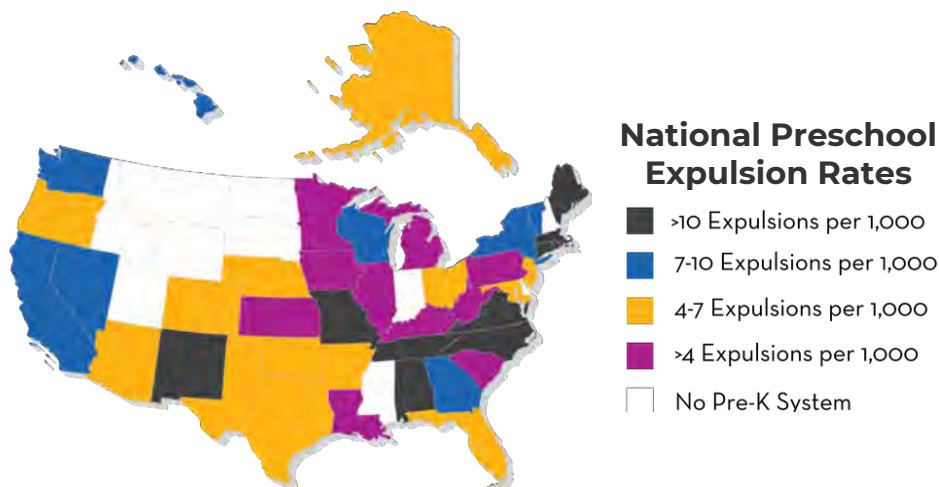 National Preschool
Expulsion Rates
>10 Expulsions per 1,000
7-10 Expulsions per 1,000
4-7 Expulsions per 1,000
>4 Expulsions per 1,000
No Pre-K System